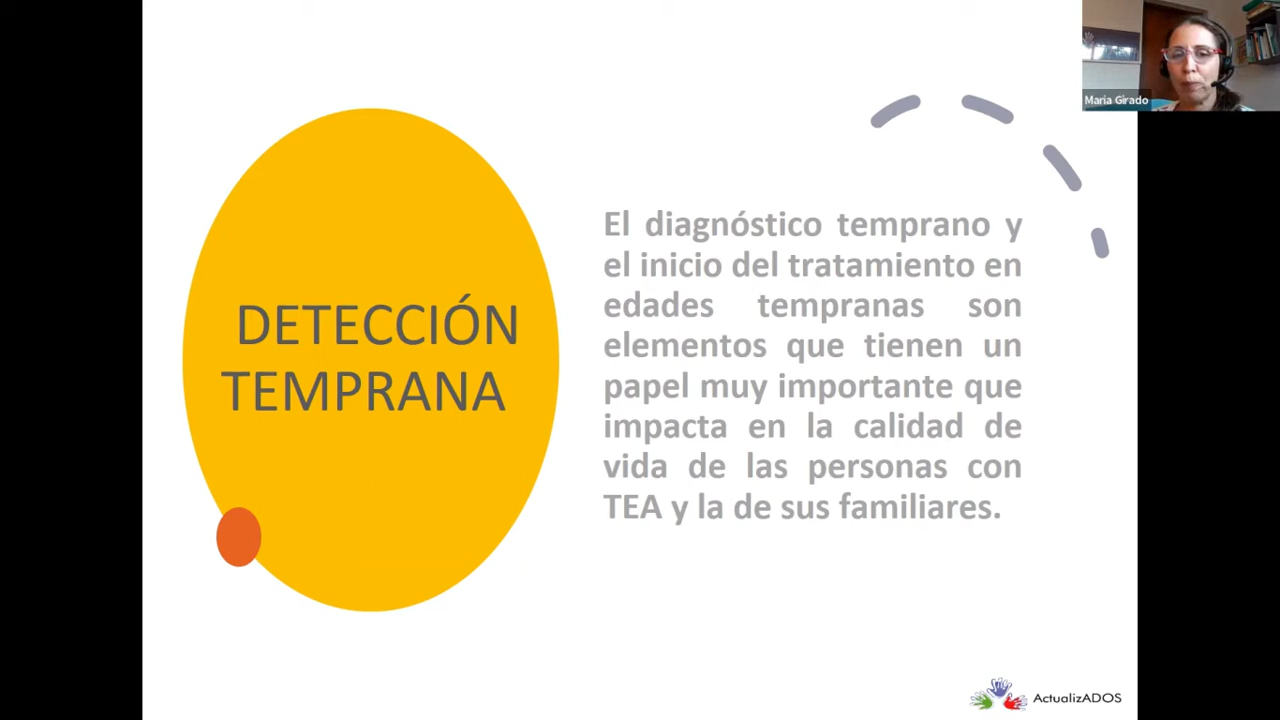 Maria Girado
DETECCIÓN
TEMPRANA
El diagnóstico temprano y
el inicio del tratamiento en
edades tempranas son
elementos que tienen un
papel muy importante que
impacta en la calidad de
vida de las personas con
TEA y la de sus familiares.
ActualizADOS